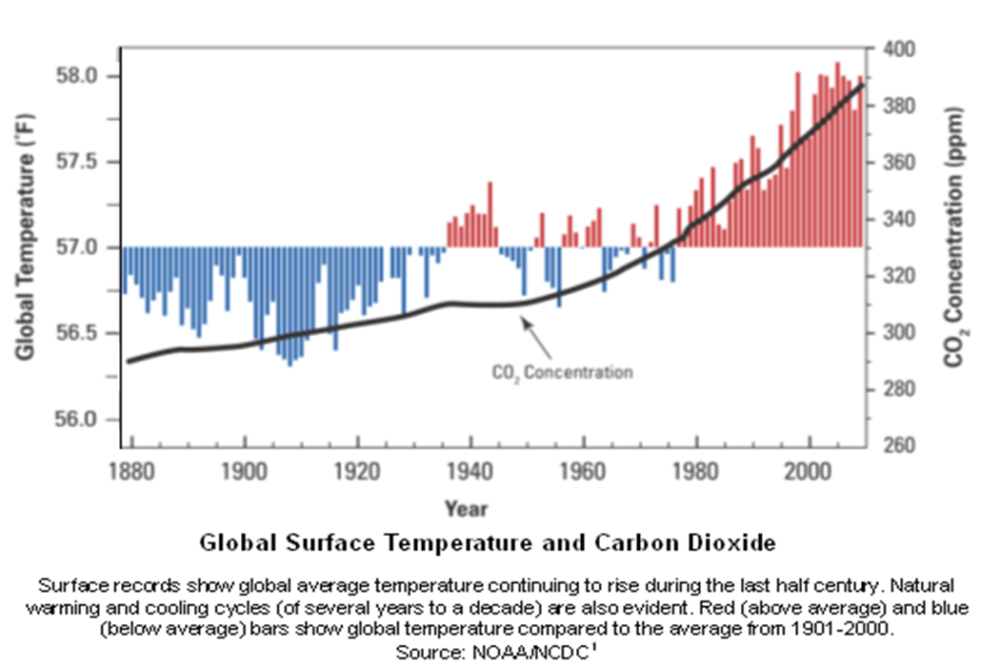 Global Temperature (°F)
58.0
57.5
57.0
56.5
56.0
400
380
360
340
320
300
280
260
CO2 Concentration (ppm)
CO2 Concentration
1880 1900 1920 1940 1960 1980 2000
Year
Global Surface Temperature and Carbon Dioxide
Surface records show global average temperature continuing to rise during the last half century. Natural
warming and cooling cycles (of several years to a decade) are also evident. Red (above average) and blue
(below average) bars show global temperature compared to the average from 1901-2000.
Source: NOAA/NCDC1